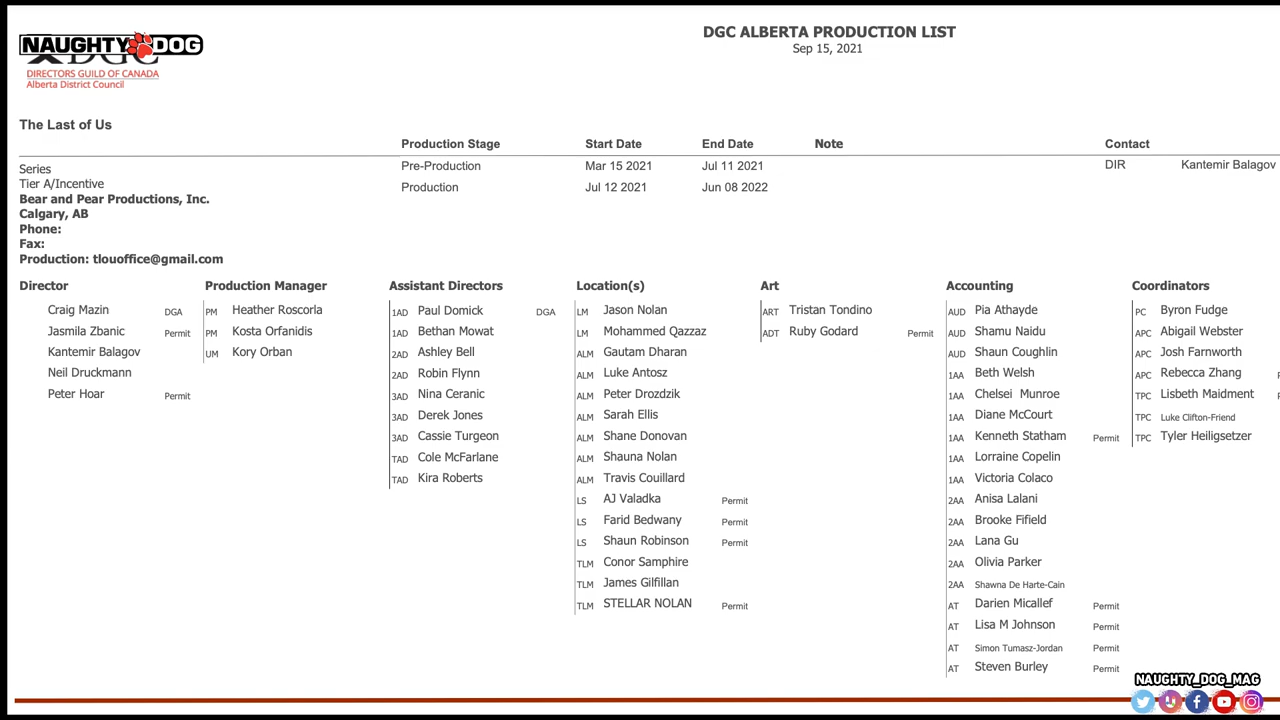 NAUGHTY DOG
DGC
DIRECTORS GUILD OF CANADA
Alberta District Council
DGC ALBERTA PRODUCTION LIST
Sep 15, 2021
The Last of Us
Production Stage Start Date End Date Note Contact
Pre-Production Mar 15 2021 Jul 11 2021 DIR Kantemir Balagov
Production Jul 12 2021 Jun 08 2022
Series
Tier A/Incentive
Bear and Pear Productions, Inc.
Calgary, AB
Phone:
Fax:
Production: tlouoffice@gmail.com
Director
Craig Mazin DGA
Jasmila Zbanic Permit
Kantemir Balagov
Neil Druckmann
Peter Hoar Permit
Production Manager
PM Heather Roscorla
PM Kosta Orfanidis
UM Kory Orban
Assistant Directors
1AD Paul Domick DGA
1AD Bethan Mowat
2AD Ashley Bell
2AD Robin Flynn
3AD Nina Ceranic
3AD Derek Jones
3AD Cassie Turgeon
TAD Cole McFarlane
TAD Kira Roberts
Location(s)
LM Jason Nolan
LM Mohammed Qazzaz
ALM Gautam Dharan
ALM Luke Antosz
ALM Peter Drozdzik
ALM Sarah Ellis
ALM Shane Donovan
ALM Shauna Nolan
ALM Travis Couillard
LS AJ Valadka Permit
LS Farid Bedwany Permit
LS Shaun Robinson Permit
TLM Conor Samphire
TLM James Gilfillan
TLM STELLAR NOLAN Permit
Art
ART Tristan Tondino
ADT Ruby Godard Permit
Accounting
AUD Pia Athayde
AUD Shamu Naidu
AUD Shaun Coughlin
1AA Beth Welsh
1AA Chelsei Munroe
1AA Diane McCourt
1AA Kenneth Statham Permit
1AA Lorraine Copelin
1AA Victoria Colaco
2AA Anisa Lalani
2AA Brooke Fifield
2AA Lana Gu
2AA Olivia Parker
2AA Shawna De Harte-Cain
AT Darien Micallef Permit
AT Lisa M Johnson Permit
AT Simon Tumasz-Jordan Permit
AT Steven Burley Permit
Coordinators
PC Byron Fudge
APC Abigail Webster
APC Josh Farnworth
APC Rebecca Zhang
TPC Lisbeth Maidment
TPC Luke Clifton-Friend
TPC Tyler Heiligsetzer
NAUGHTY_DOG_MAG